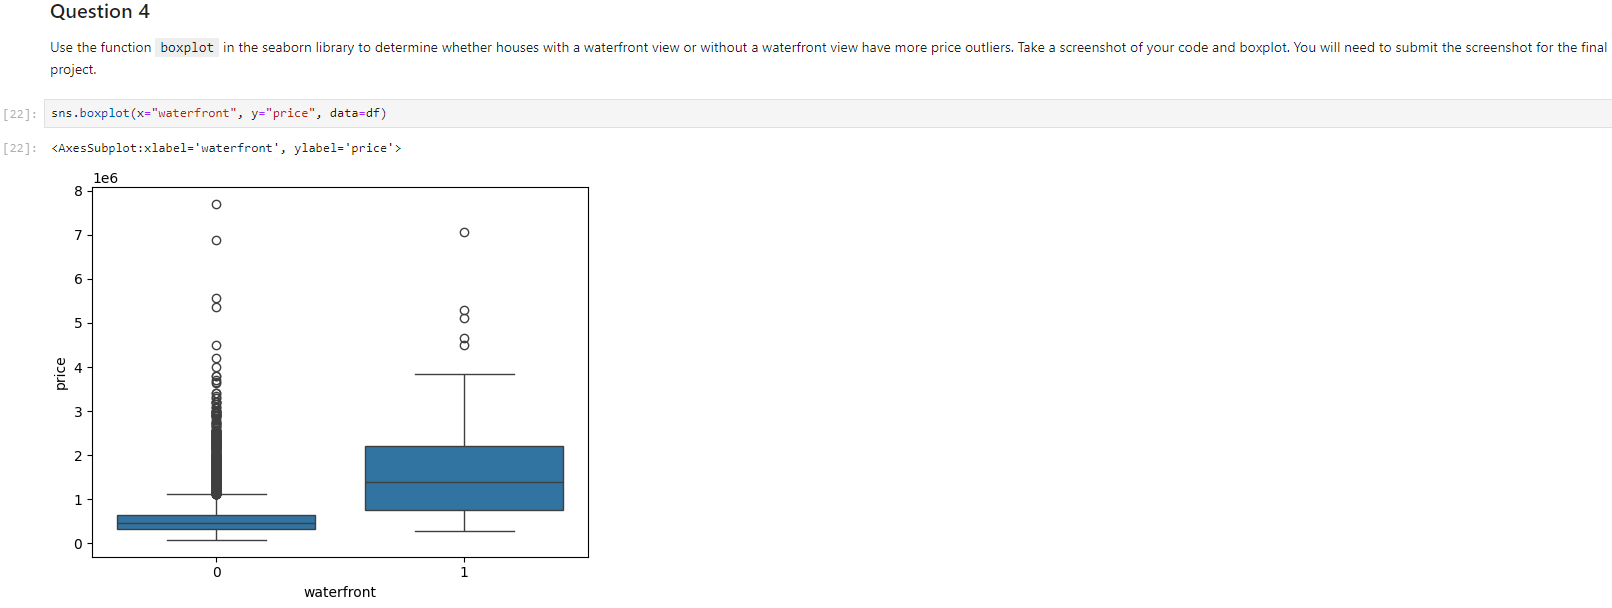 Question 4
Use the function boxplot in the seaborn library to determine whether houses with a waterfront view or without a waterfront view have more price outliers. Take a screenshot of your code and boxplot. You will need to submit the screenshot for the final
project.
[22]: sns.boxplot(x="waterfront", y="price", data=df)
[22]: <AxesSubplot:xlabel='waterfront', ylabel='price'>
1e6
8
7
6
5
4
3
2
1
0
price
0 1
waterfront